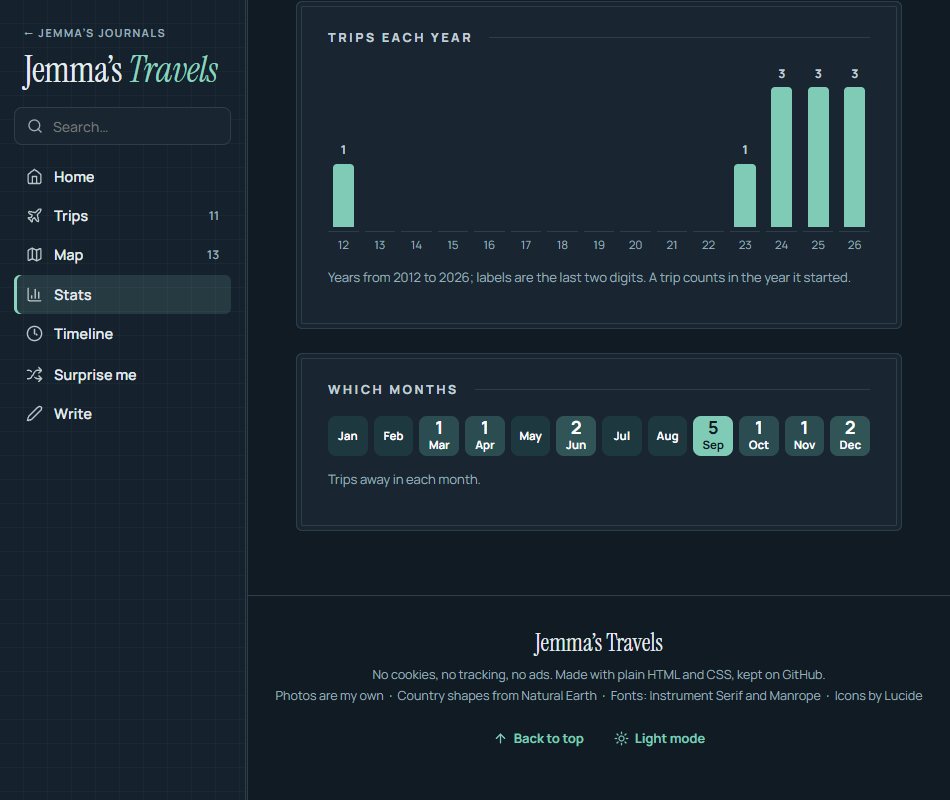 ← JEMMA'S JOURNALS
Jemma's Travels
Search...
Home
Trips 11
Map 13
Stats
Timeline
Surprise me
Write
TRIPS EACH YEAR
1 1 3 3 3
12 13 14 15 16 17 18 19 20 21 22 23 24 25 26
Years from 2012 to 2026; labels are the last two digits. A trip counts in the year it started.
WHICH MONTHS
1 1 2 5 1 1 2
Jan Feb Mar Apr May Jun Jul Aug Sep Oct Nov Dec
Trips away in each month.
Jemma's Travels
No cookies, no tracking, no ads. Made with plain HTML and CSS, kept on GitHub.
Photos are my own · Country shapes from Natural Earth · Fonts: Instrument Serif and Manrope · Icons by Lucide
↑ Back to top Light mode